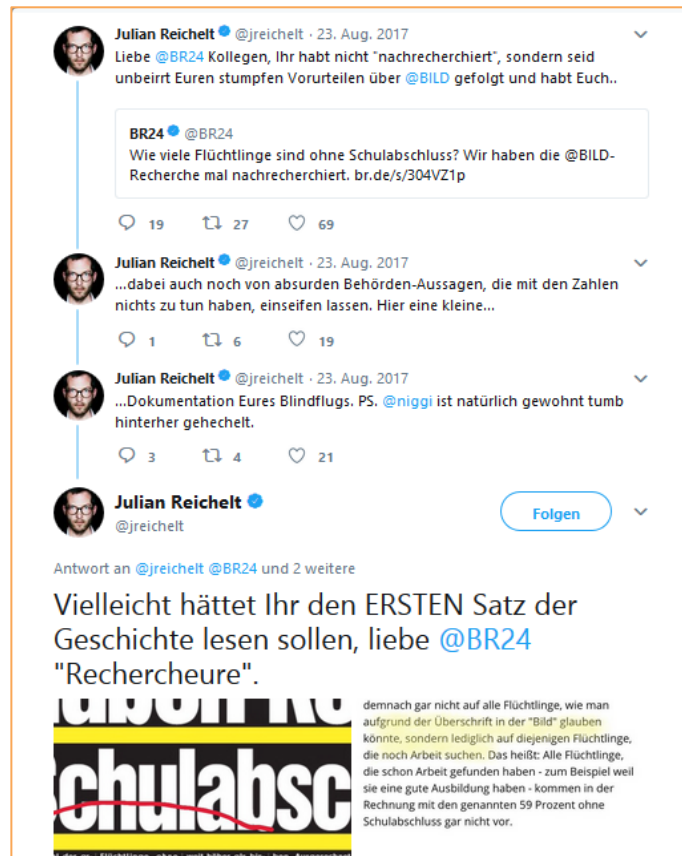 Julian Reichelt @jreichelt · 23. Aug. 2017
Liebe @BR24 Kollegen, Ihr habt nicht "nachrecherchiert", sondern seid
unbeirrt Euren stumpfen Vorurteilen über @BILD gefolgt und habt Euch..
BR24 @BR24
Wie viele Flüchtlinge sind ohne Schulabschluss? Wir haben die @BILD-
Recherche mal nachrecherchiert. br.de/s/304VZ1p
19 27 69
Julian Reichelt @jreichelt · 23. Aug. 2017
...dabei auch noch von absurden Behörden-Aussagen, die mit den Zahlen
nichts zu tun haben, einseifen lassen. Hier eine kleine...
1 6 19
Julian Reichelt @jreichelt · 23. Aug. 2017
...Dokumentation Eures Blindflugs. PS. @niggi ist natürlich gewohnt tumb
hinterher gehechelt.
3 4 21
Julian Reichelt
@jreichelt
Folgen
Antwort an @jreichelt @BR24 und 2 weitere
Vielleicht hättet Ihr den ERSTEN Satz der
Geschichte lesen sollen, liebe @BR24
"Rechercheure".
chulabsc
demnach gar nicht auf alle Flüchtlinge, wie man
aufgrund der Überschrift in der "Bild" glauben
könnte, sondern lediglich auf diejenigen Flüchtlinge,
die noch Arbeit suchen. Das heißt: Alle Flüchtlinge,
die schon Arbeit gefunden haben - zum Beispiel weil
sie eine gute Ausbildung haben - kommen in der
Rechnung mit den genannten 59 Prozent ohne
Schulabschluss gar nicht vor.